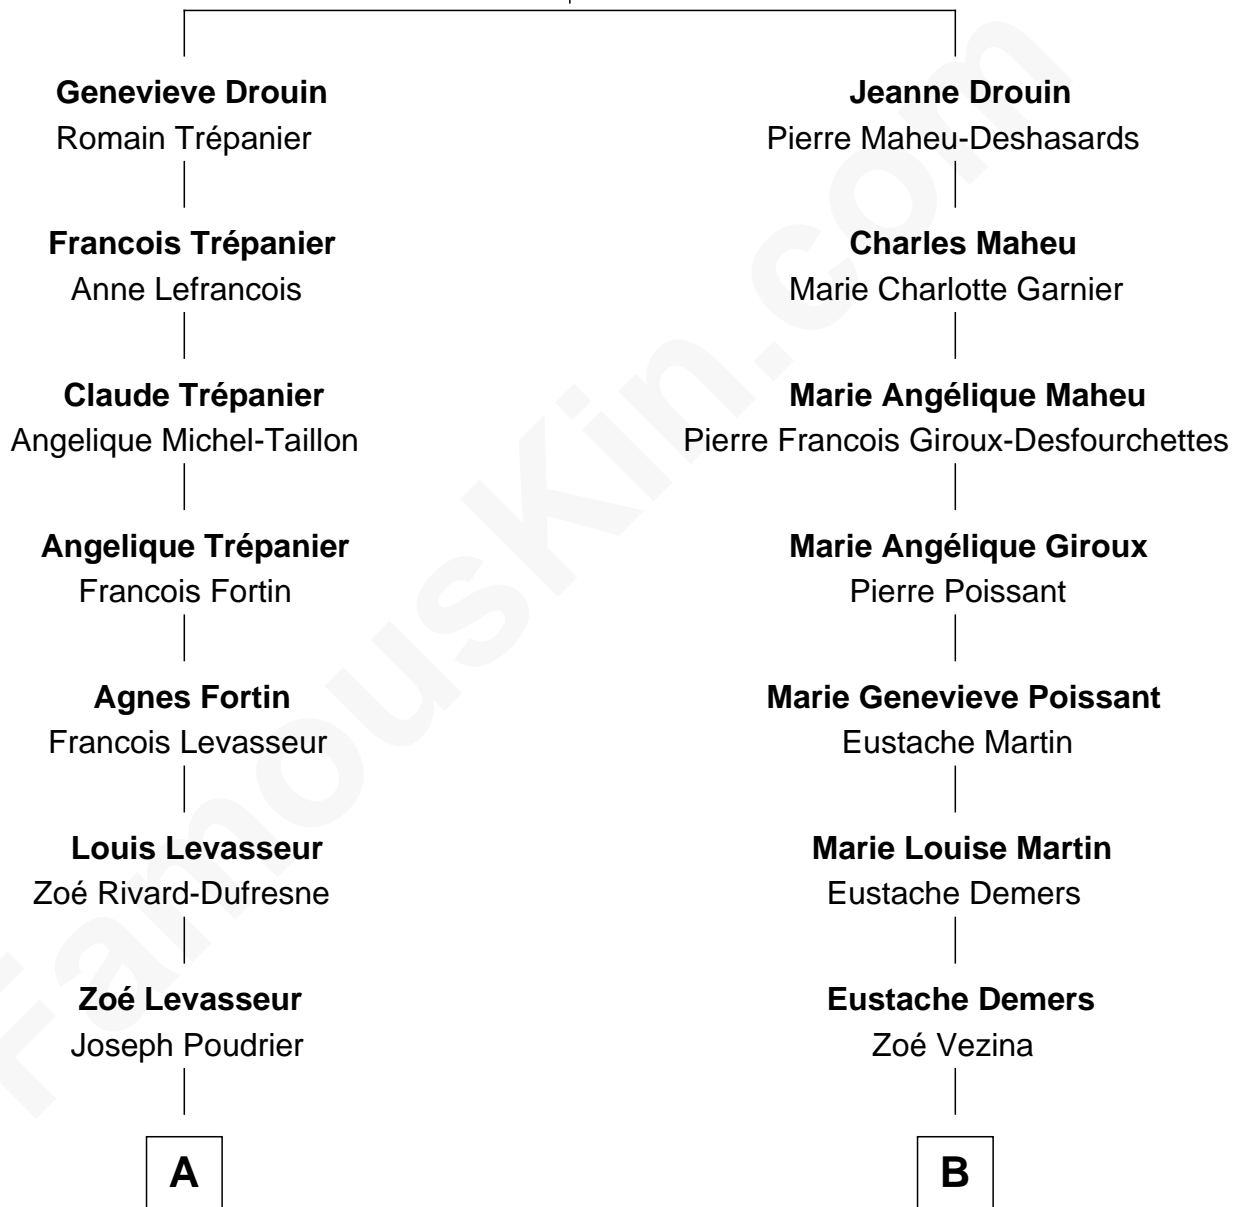 Genevieve Drouin
Romain Trépanier
Francois Trépanier
Anne Lefrancois
Claude Trépanier
Angelique Michel-Taillon
Angelique Trépanier
Francois Fortin
Agnes Fortin
Francois Levasseur
Louis Levasseur
Zoé Rivard-Dufresne
Zoé Levasseur
Joseph Poudrier
A
Jeanne Drouin
Pierre Maheu-Deshasards
Charles Maheu
Marie Charlotte Garnier
Marie Angélique Maheu
Pierre Francois Giroux-Desfourchettes
Marie Angélique Giroux
Pierre Poissant
Marie Genevieve Poissant
Eustache Martin
Marie Louise Martin
Eustache Demers
Eustache Demers
Zoé Vezina
B
FamousKin.com